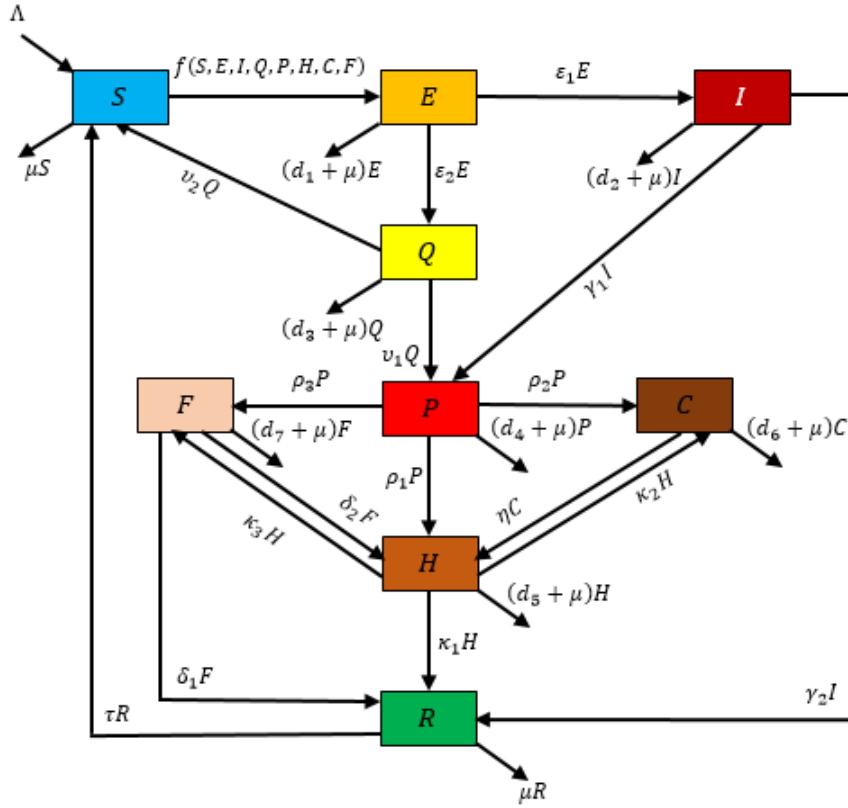 Λ
f(S,E,I,Q,P,H,C,F)
ε₁E
S
E
I
μS
(d₁ + μ)E
ε₂E
(d₂ + μ)I
υ₂Q
Q
γ₁I
(d₃ + μ)Q
υ₁Q
ρ₃P
ρ₂P
F
P
C
(d₇ + μ)F
(d₄ + μ)P
(d₆ + μ)C
ρ₁P
κ₃H
δ₂F
ηC
κ₂H
H
(d₅ + μ)H
κ₁H
δ₁F
γ₂I
τR
R
μR